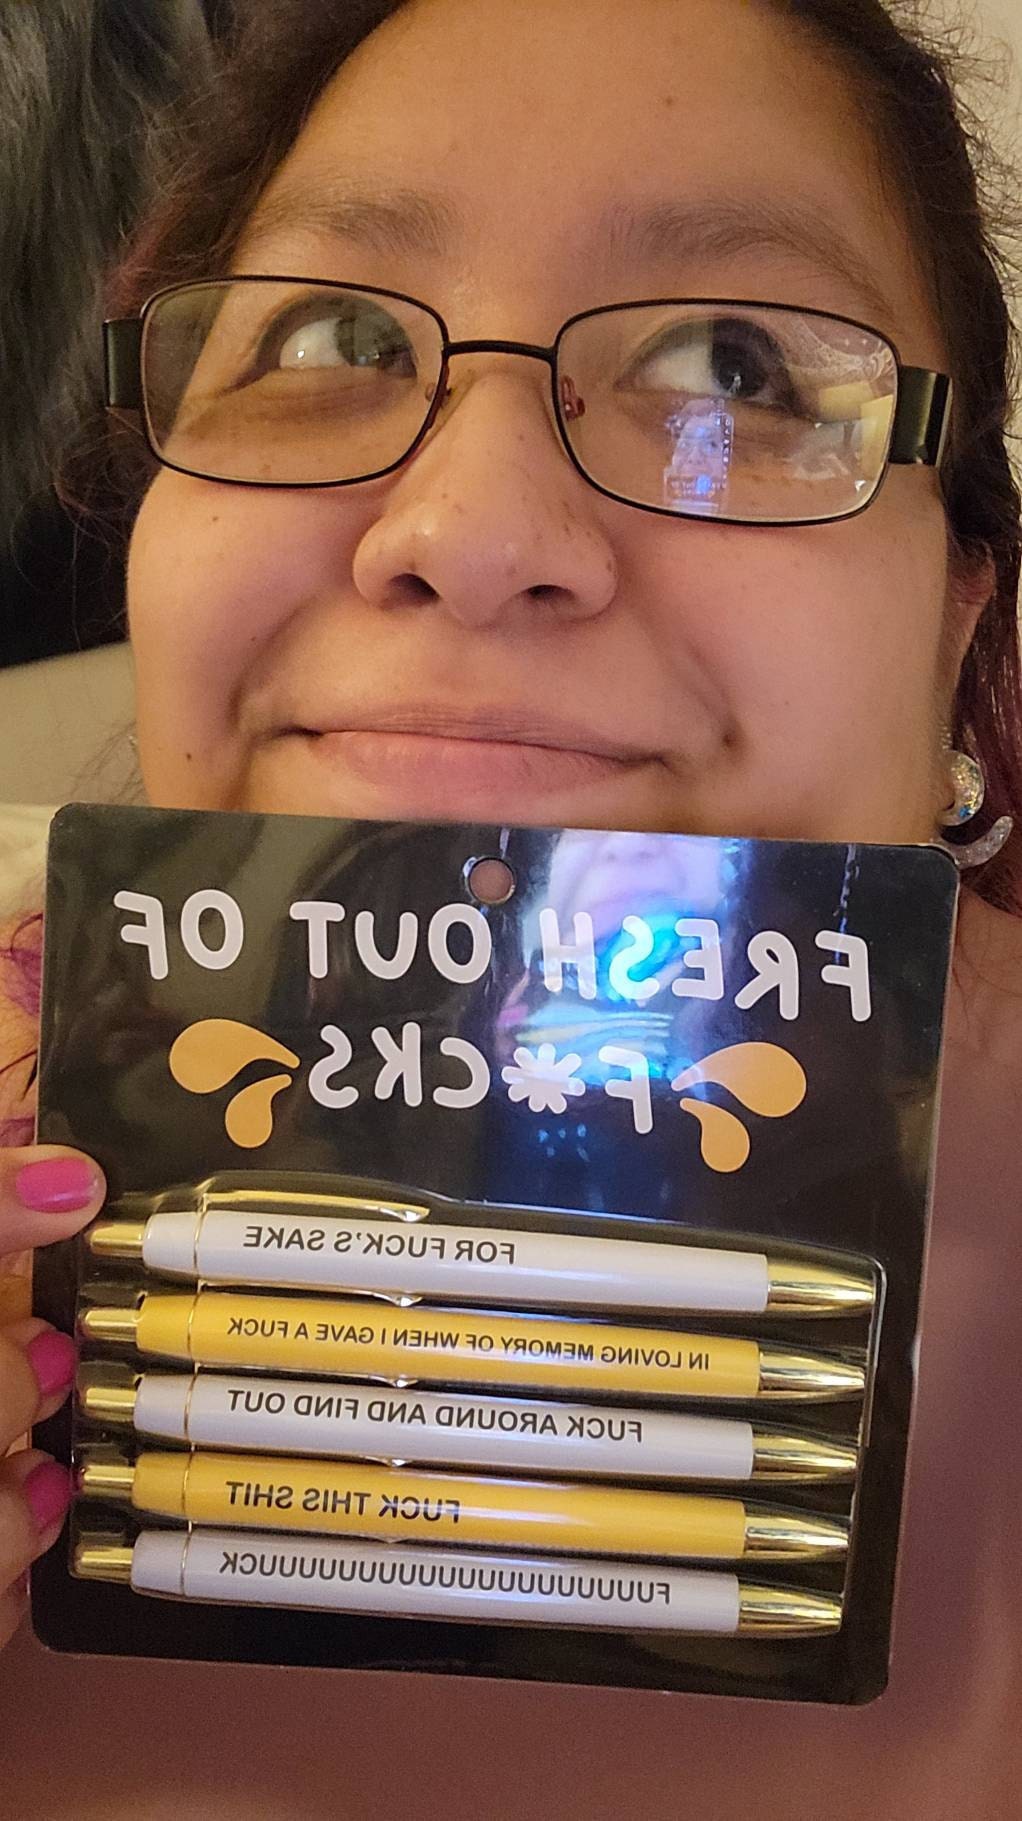 FRESH OUT OF
F*CKS
FOR FUCK'S SAKE
IN LOVING MEMORY OF WHEN I GAVE A FUCK
FUCK AROUND AND FIND OUT
FUCK THIS SHIT
FUUUUUUUUUUUUUUUUUUUUCK